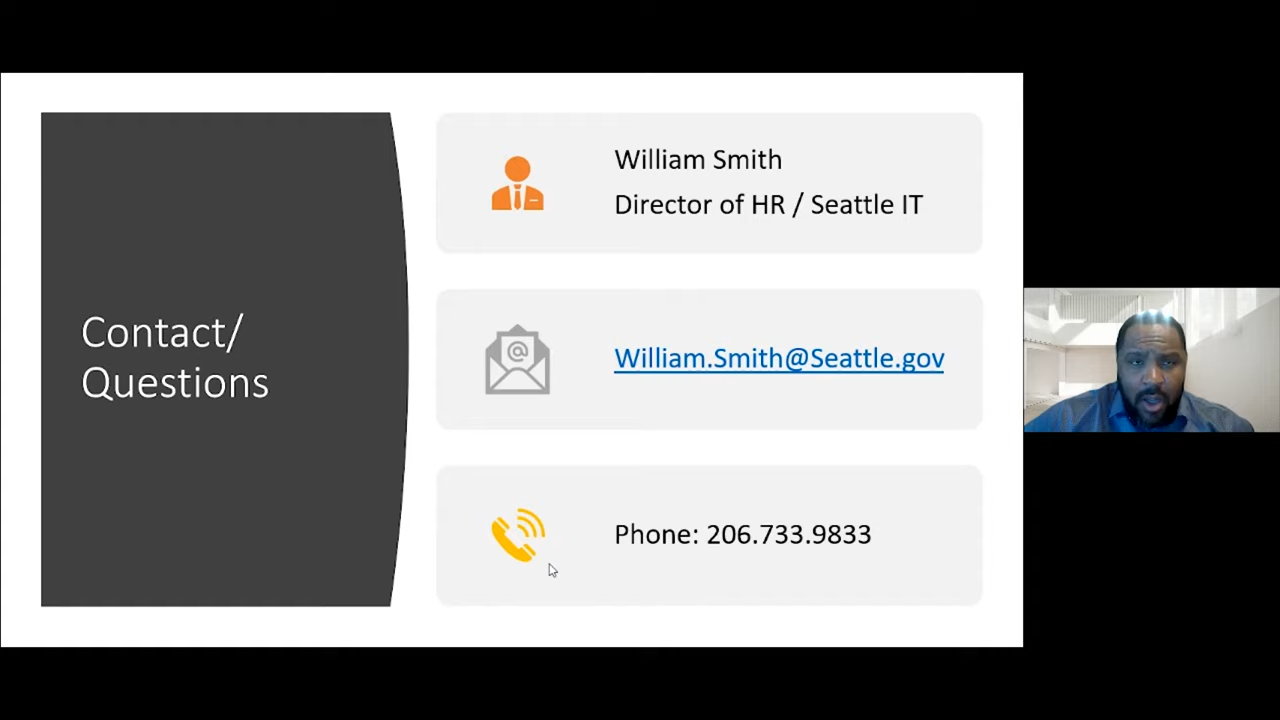 Contact/
Questions
William Smith
Director of HR / Seattle IT
William.Smith@Seattle.gov
Phone: 206.733.9833